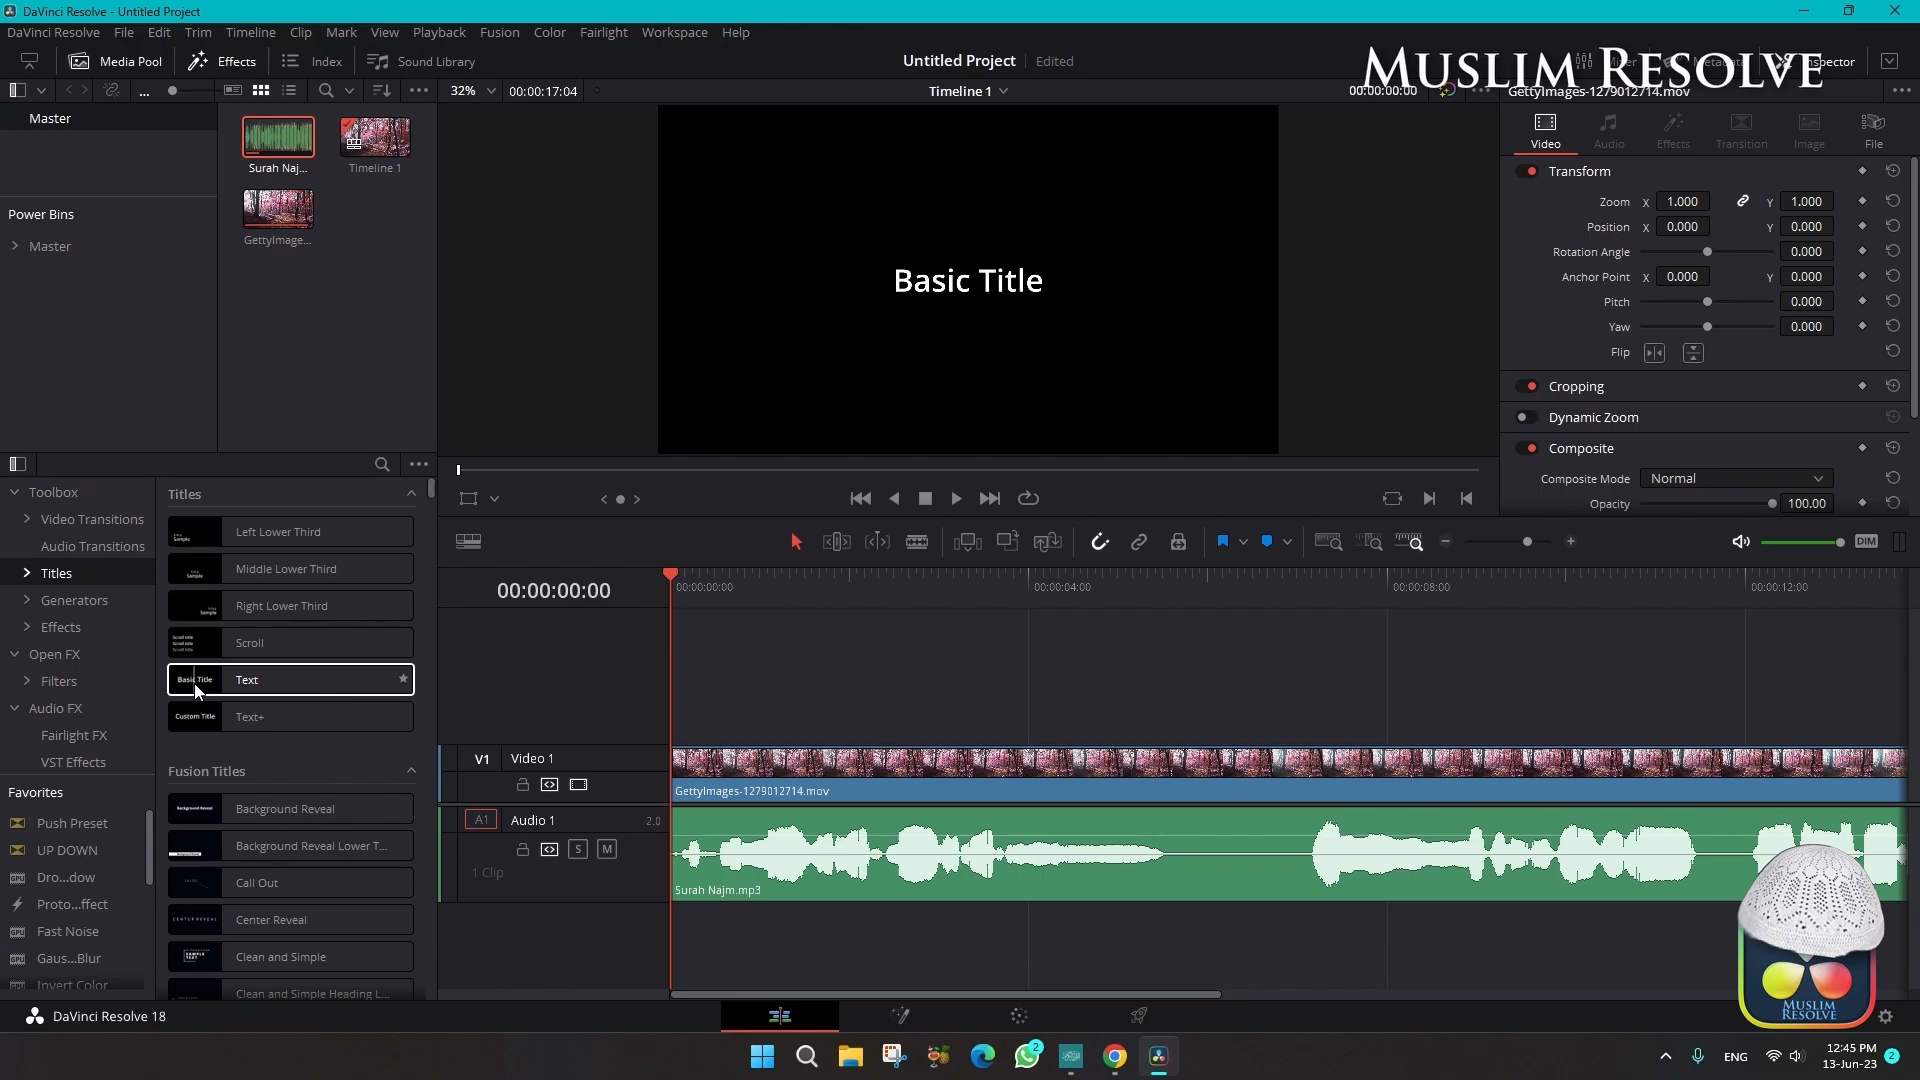 DaVinci Resolve - Untitled Project
DaVinci Resolve File Edit Trim Timeline Clip Mark View Playback Fusion Color Fairlight Workspace Help
Media Pool Effects Index Sound Library
Untitled Project Edited
MUSLIM RESOLVE
Inspector
... 32% 00:00:17:04
Timeline 1
00:00:00:00
GettyImages-1279012714.mov
Master
Surah Naj...
Timeline 1
GettyImage...
Power Bins
Master
Basic Title
Video Audio Effects Transition Image File
Transform
Zoom X 1.000 Y 1.000
Position X 0.000 Y 0.000
Rotation Angle 0.000
Anchor Point X 0.000 Y 0.000
Pitch 0.000
Yaw 0.000
Flip
Cropping
Dynamic Zoom
Composite
Composite Mode Normal
Opacity 100.00
Toolbox
Video Transitions
Audio Transitions
Titles
Generators
Effects
Open FX
Filters
Audio FX
Fairlight FX
VST Effects
Favorites
Push Preset
UP DOWN
Dro...dow
Proto...ffect
Fast Noise
Gaus...Blur
Invert Color
Titles
Left Lower Third
Middle Lower Third
Right Lower Third
Scroll
Basic Title Text
Custom Title Text+
Fusion Titles
Background Reveal
Background Reveal Lower T...
Call Out
Center Reveal
Clean and Simple
Clean and Simple Heading L...
DIM
00:00:00:00
00:00:00:00 00:00:04:00 00:00:08:00 00:00:12:00
V1 Video 1
GettyImages-1279012714.mov
A1 Audio 1 2.0
S M
1 Clip
Surah Najm.mp3
MUSLIM
RESOLVE
DaVinci Resolve 18
2
ENG
12:45 PM
13-Jun-23
2